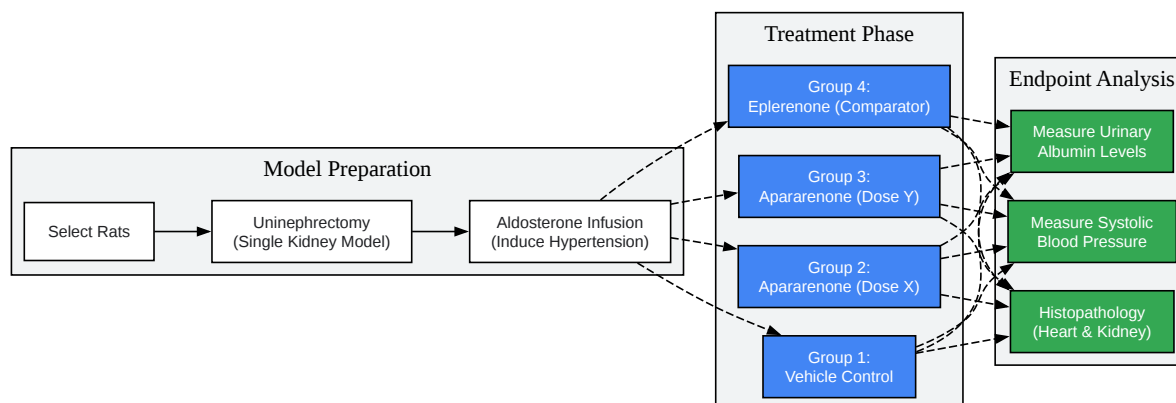 Model Preparation
Select Rats
Uninephrectomy
(Single Kidney Model)
Aldosterone Infusion
(Induce Hypertension)
Treatment Phase
Group 4:
Eplerenone (Comparator)
Group 3:
Apararenone (Dose Y)
Group 2:
Apararenone (Dose X)
Group 1:
Vehicle Control
Endpoint Analysis
Measure Urinary
Albumin Levels
Measure Systolic
Blood Pressure
Histopathology
(Heart & Kidney)